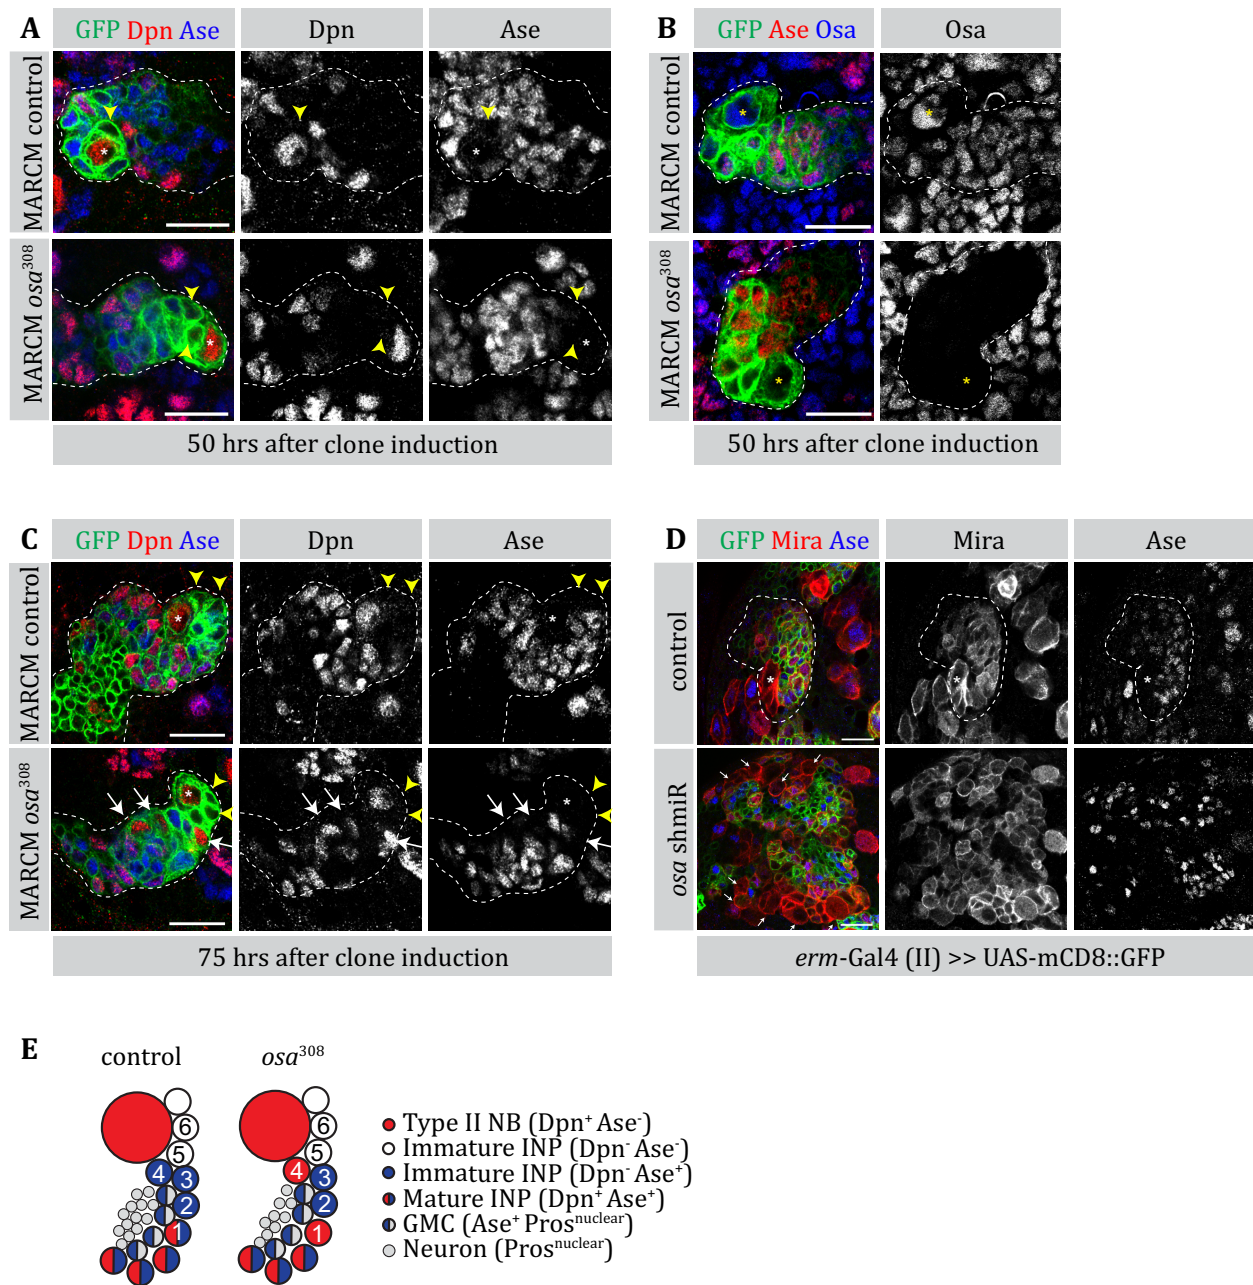 A
GFP Dpn Ase
Dpn
Ase
MARCM control
*
*
MARCM osa308
*
*
50 hrs after clone induction
B
GFP Ase Osa
Osa
MARCM control
*
*
MARCM osa308
*
*
50 hrs after clone induction
C
GFP Dpn Ase
Dpn
Ase
MARCM control
*
*
MARCM osa308
*
*
75 hrs after clone induction
D
GFP Mira Ase
Mira
Ase
control
*
*
*
osa shmiR
erm-Gal4 (II) >> UAS-mCD8::GFP
E
control
osa308
6
5
4
3
2
1
6
5
4
3
2
1
Type II NB (Dpn+ Ase-)
Immature INP (Dpn- Ase-)
Immature INP (Dpn- Ase+)
Mature INP (Dpn+ Ase+)
GMC (Ase+ Prosnuclear)
Neuron (Prosnuclear)